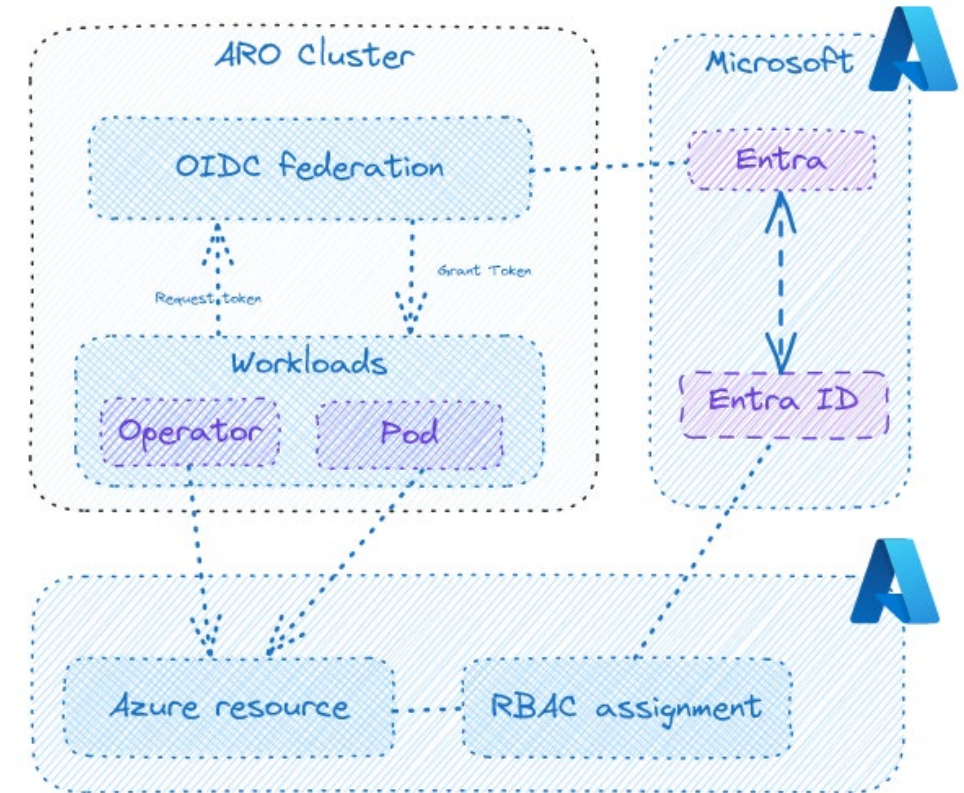 ARO Cluster
Microsoft
OIDC federation
Entra
Request token
Grant Token
Workloads
Operator
Pod
Entra ID
Azure resource
RBAC assignment